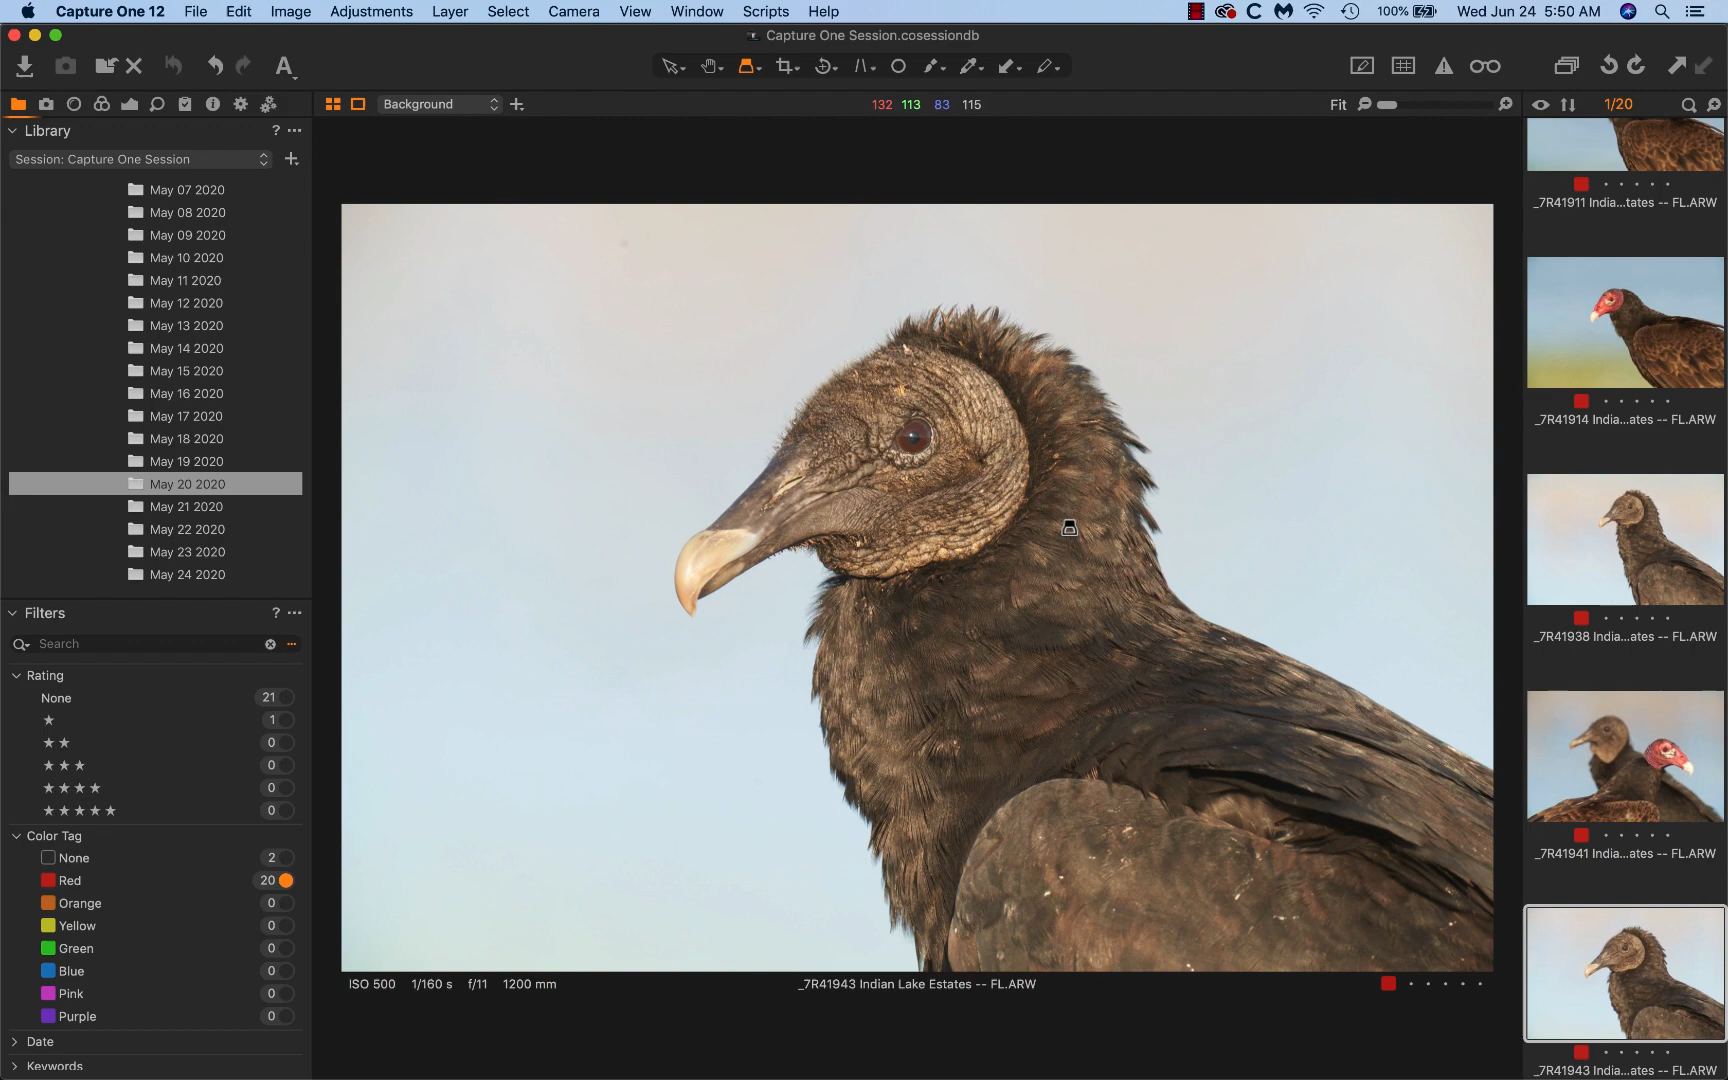 Capture One 12 File Edit Image Adjustments Layer Select Camera View Window Scripts Help 100% Wed Jun 24 5:50 AM
Capture One Session.cosessiondb
Background 132 113 83 115 Fit 1/20
Library ?
Session: Capture One Session
May 07 2020
May 08 2020
May 09 2020
May 10 2020
May 11 2020
May 12 2020
May 13 2020
May 14 2020
May 15 2020
May 16 2020
May 17 2020
May 18 2020
May 19 2020
May 20 2020
May 21 2020
May 22 2020
May 23 2020
May 24 2020
Filters ?
Search
Rating
None 21
★ 1
★★ 0
★★★ 0
★★★★ 0
★★★★★ 0
Color Tag
None 2
Red 20
Orange 0
Yellow 0
Green 0
Blue 0
Pink 0
Purple 0
Date
Keywords
ISO 500 1/160 s f/11 1200 mm _7R41943 Indian Lake Estates -- FL.ARW
_7R41911 India...tates -- FL.ARW
_7R41914 India...ates -- FL.ARW
_7R41938 India...ates -- FL.ARW
_7R41941 India...ates -- FL.ARW
_7R41943 India...ates -- FL.ARW